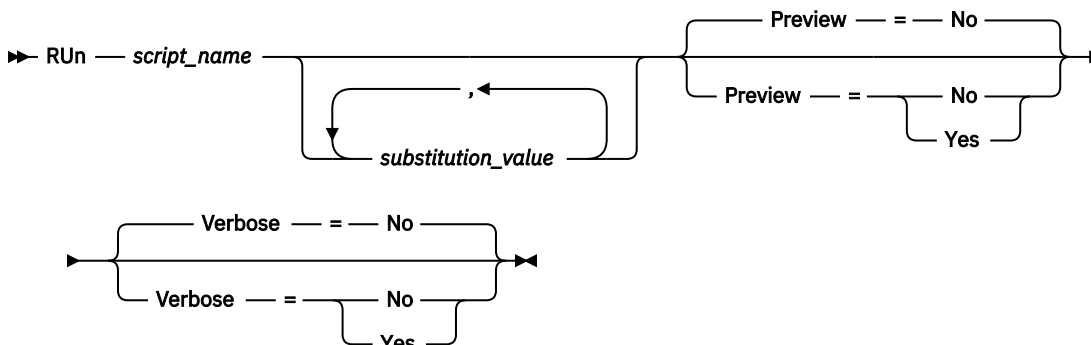 Preview = No
RUn script_name
,
Preview = No
Yes
substitution_value
Verbose = No
Verbose = No
Yes